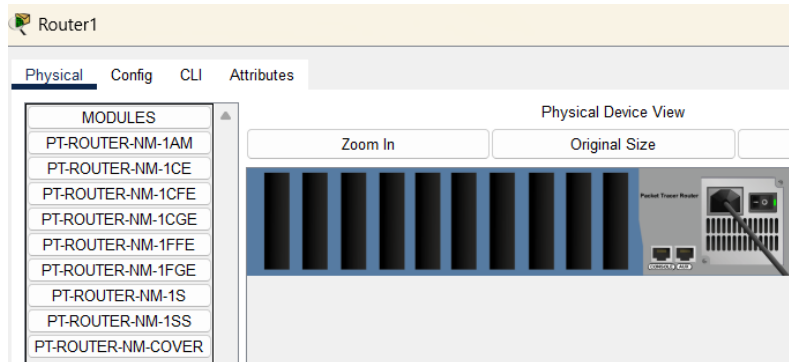 Router1
Physical Config CLI Attributes
MODULES
PT-ROUTER-NM-1AM
PT-ROUTER-NM-1CE
PT-ROUTER-NM-1CFE
PT-ROUTER-NM-1CGE
PT-ROUTER-NM-1FFE
PT-ROUTER-NM-1FGE
PT-ROUTER-NM-1S
PT-ROUTER-NM-1SS
PT-ROUTER-NM-COVER
Physical Device View
Zoom In Original Size
Packet Tracer Router
CONSOLE AUX